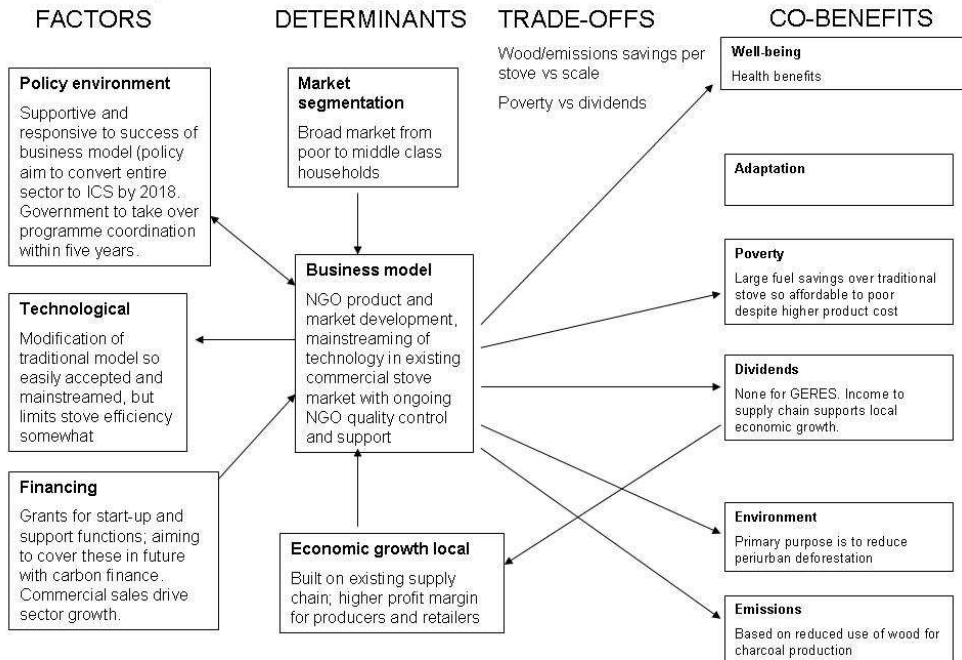 FACTORS
DETERMINANTS
TRADE-OFFS
CO-BENEFITS
Policy environment
Supportive and
responsive to success of
business model (policy
aim to convert entire
sector to ICS by 2018.
Government to take over
programme coordination
within five years.
Technological
Modification of
traditional model so
easily accepted and
mainstreamed, but
limits stove efficiency
somewhat
Financing
Grants for start-up and
support functions; aiming
to cover these in future
with carbon finance.
Commercial sales drive
sector growth.
Market
segmentation
Broad market from
poor to middle class
households
Business model
NGO product and
market development,
mainstreaming of
technology in existing
commercial stove
market with ongoing
NGO quality control
and support
Economic growth local
Built on existing supply
chain; higher profit margin
for producers and retailers
Wood/emissions savings per
stove vs scale
Poverty vs dividends
Well-being
Health benefits
Adaptation
Poverty
Large fuel savings over traditional
stove so affordable to poor
despite higher product cost
Dividends
None for GERES. Income to
supply chain supports local
economic growth.
Environment
Primary purpose is to reduce
periurban deforestation
Emissions
Based on reduced use of wood for
charcoal production